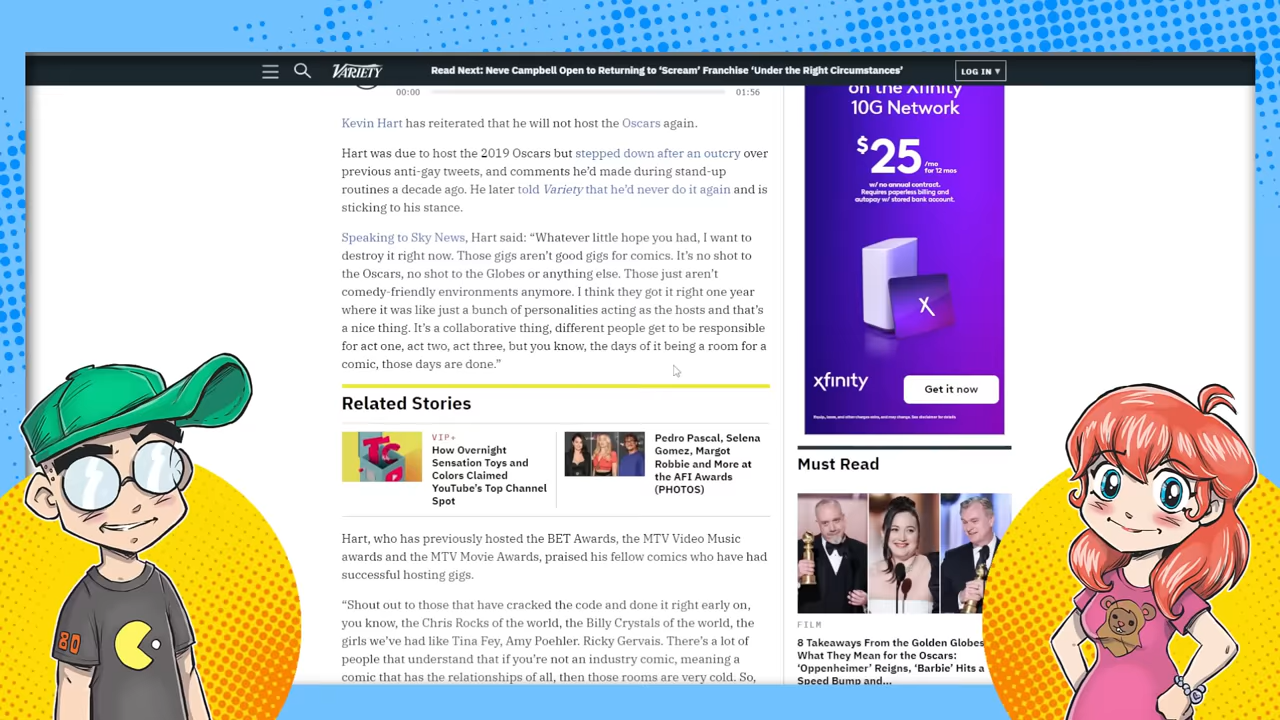 VARIETY
Read Next: Neve Campbell Open to Returning to ‘Scream’ Franchise ‘Under the Right Circumstances’
LOG IN ▾
00:00
01:56
Kevin Hart has reiterated that he will not host the Oscars again.
Hart was due to host the 2019 Oscars but stepped down after an outcry over
previous anti-gay tweets, and comments he’d made during stand-up
routines a decade ago. He later told Variety that he’d never do it again and is
sticking to his stance.
Speaking to Sky News, Hart said: “Whatever little hope you had, I want to
destroy it right now. Those gigs aren’t good gigs for comics. It’s no shot to
the Oscars, no shot to the Globes or anything else. Those just aren’t
comedy-friendly environments anymore. I think they got it right one year
where it was like just a bunch of personalities acting as the hosts and that’s
a nice thing. It’s a collaborative thing, different people get to be responsible
for act one, act two, act three, but you know, the days of it being a room for a
comic, those days are done.”
Related Stories
VIP+
How Overnight
Sensation Toys and
Colors Claimed
YouTube’s Top Channel
Spot
Pedro Pascal, Selena
Gomez, Margot
Robbie and More at
the AFI Awards
(PHOTOS)
Hart, who has previously hosted the BET Awards, the MTV Video Music
awards and the MTV Movie Awards, praised his fellow comics who have had
successful hosting gigs.
“Shout out to those that have cracked the code and done it right early on,
you know, the Chris Rocks of the world, the Billy Crystals of the world, the
girls we’ve had like Tina Fey, Amy Poehler. Ricky Gervais. There’s a lot of
people that understand that if you’re not an industry comic, meaning a
comic that has the relationships of all, then those rooms are very cold. So,
on the Xfinity
10G Network
$25 /mo
for 12 mos
w/ no annual contract.
Requires paperless billing and
autopay w/ stored bank account.
X
xfinity
Get it now
Must Read
FILM
8 Takeaways From the Golden Globes
What They Mean for the Oscars:
‘Oppenheimer’ Reigns, ‘Barbie’ Hits a
Speed Bump and...
80